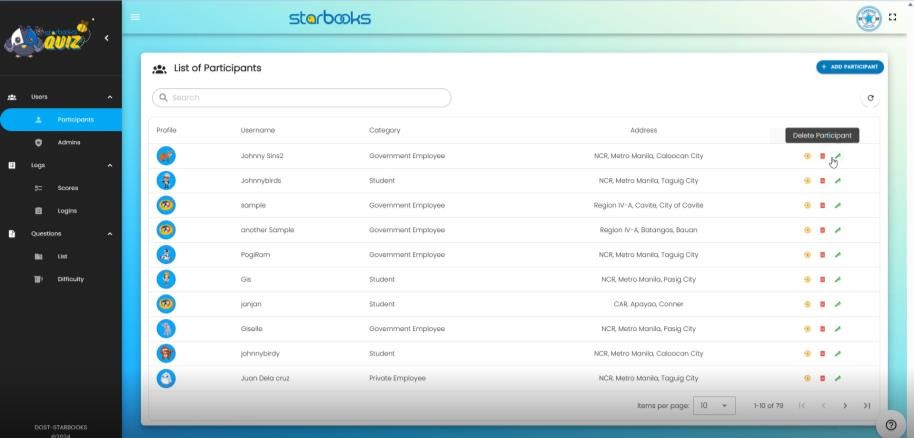 starbooks
QUIZ
starbooks
Users
Participants
Admins
Logs
Scores
Logins
Questions
List
Difficulty
DOST-STARBOOKS
©2024
List of Participants
+ ADD PARTICIPANT
Search
Profile Username Category Address
Delete Participant
Johnny Sins2 Government Employee NCR, Metro Manila, Caloocan City
Johnnybirds Student NCR, Metro Manila, Taguig City
sample Government Employee Region IV-A, Cavite, City of Cavite
another Sample Government Employee Region IV-A, Batangas, Bauan
PogiRam Government Employee NCR, Metro Manila, Taguig City
Gis Student NCR, Metro Manila, Pasig City
janjan Student CAR, Apayao, Conner
Giselle Government Employee NCR, Metro Manila, Pasig City
johnnybirdy Student NCR, Metro Manila, Caloocan City
Juan Dela cruz Private Employee NCR, Metro Manila, Taguig City
Items per page: 10 1-10 of 79